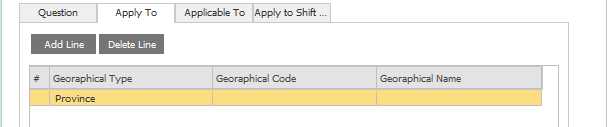 Question Apply To Applicable To Apply to Shift ...
Add Line Delete Line
# Georaphical Type Georaphical Code Georaphical Name
Province